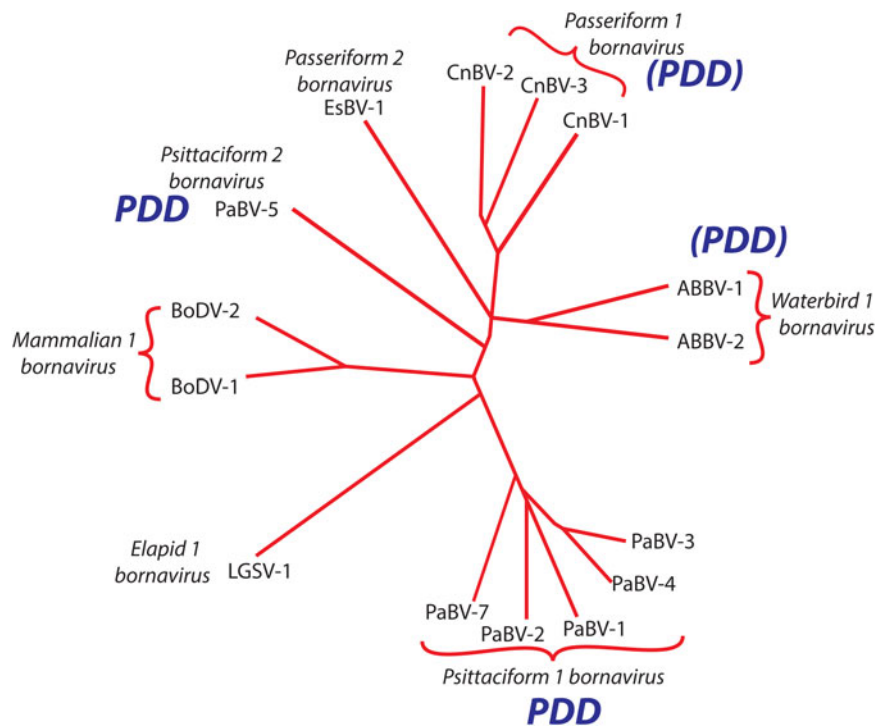 Passeriform 1
bornavirus
(PDD)
Passeriform 2
bornavirus
EsBV-1
CnBV-2
CnBV-3
CnBV-1
Psittaciform 2
bornavirus
PDD PaBV-5
(PDD)
ABBV-1
ABBV-2
Waterbird 1
bornavirus
BoDV-2
Mammalian 1
bornavirus
BoDV-1
Elapid 1
bornavirus
LGSV-1
PaBV-3
PaBV-4
PaBV-7
PaBV-2
PaBV-1
Psittaciform 1 bornavirus
PDD